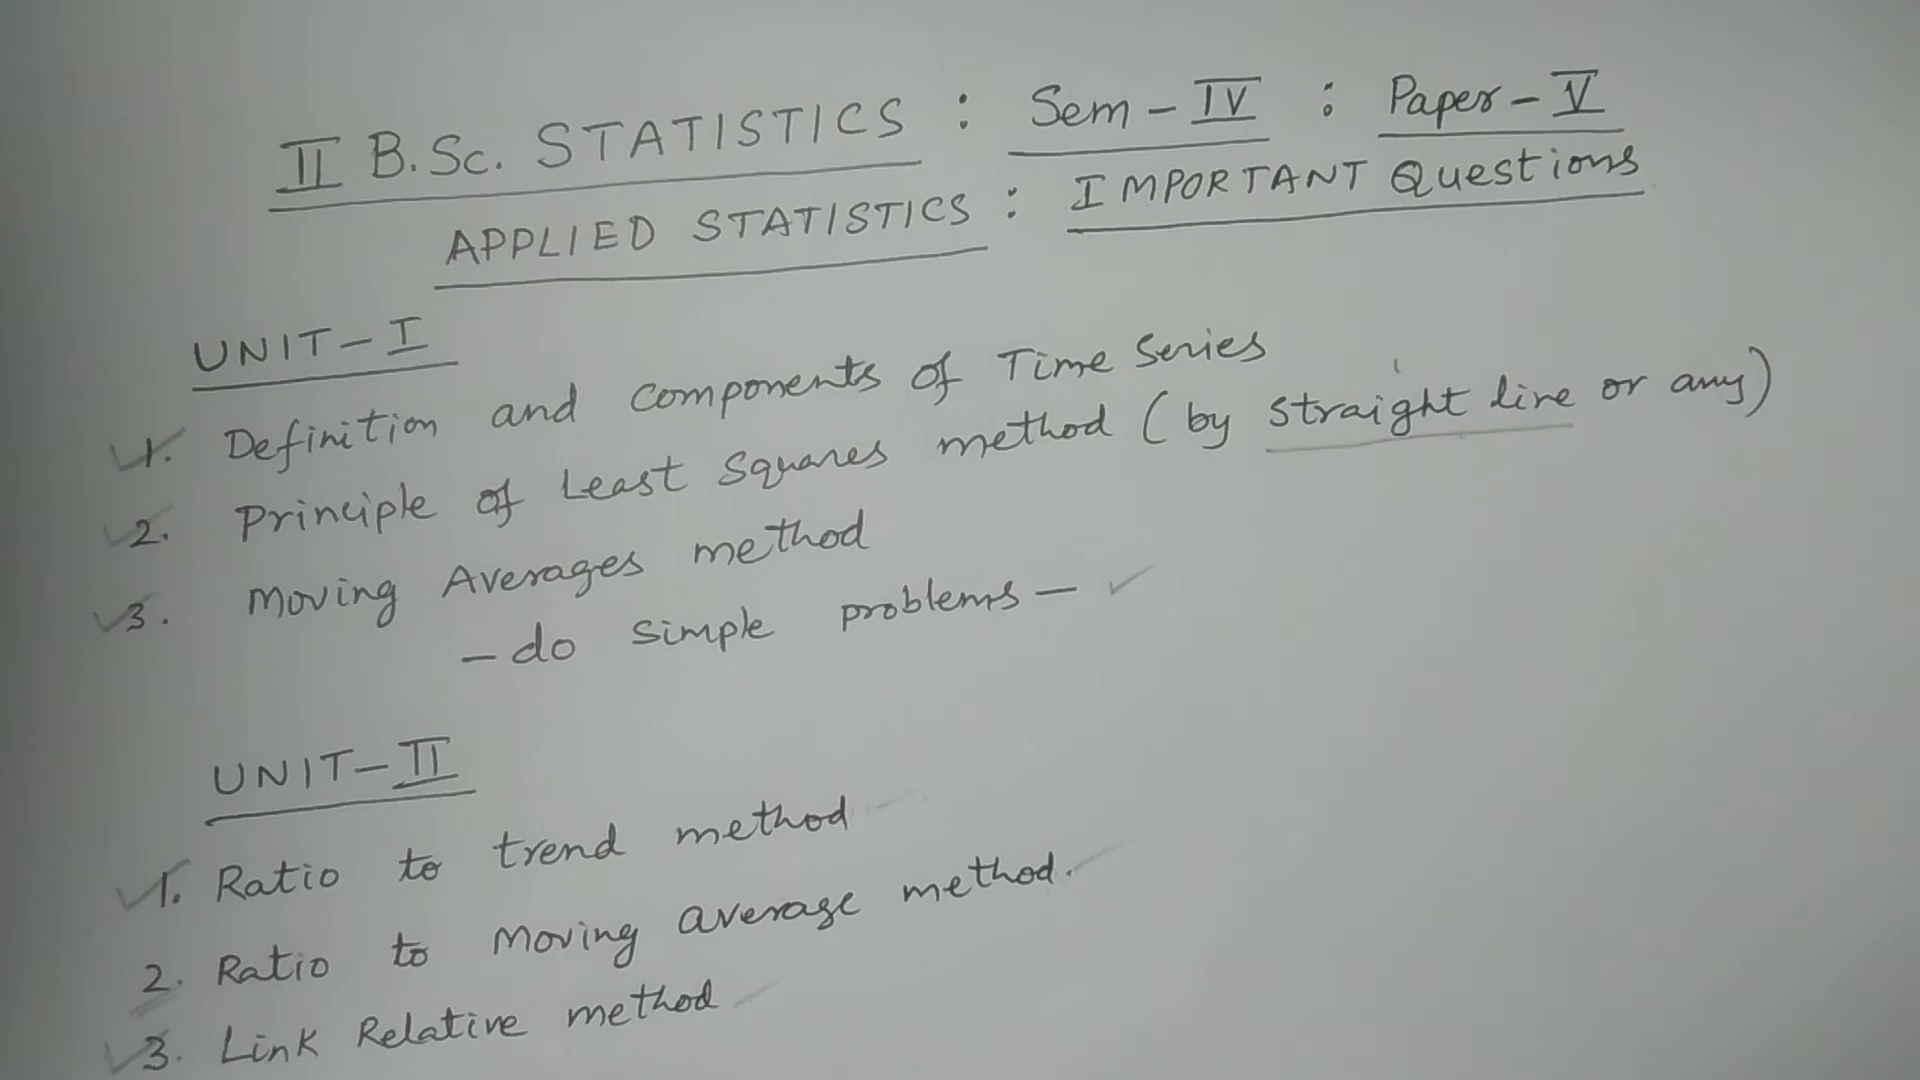 II B.Sc. STATISTICS : Sem - IV : Paper - V
APPLIED STATISTICS : IMPORTANT Questions
UNIT - I
1. Definition and components of Time Series
2. Principle of Least Squares method (by straight line or any)
3. Moving Averages method
- do simple problems -
UNIT - II
1. Ratio to trend method
2. Ratio to Moving average method.
3. Link Relative method